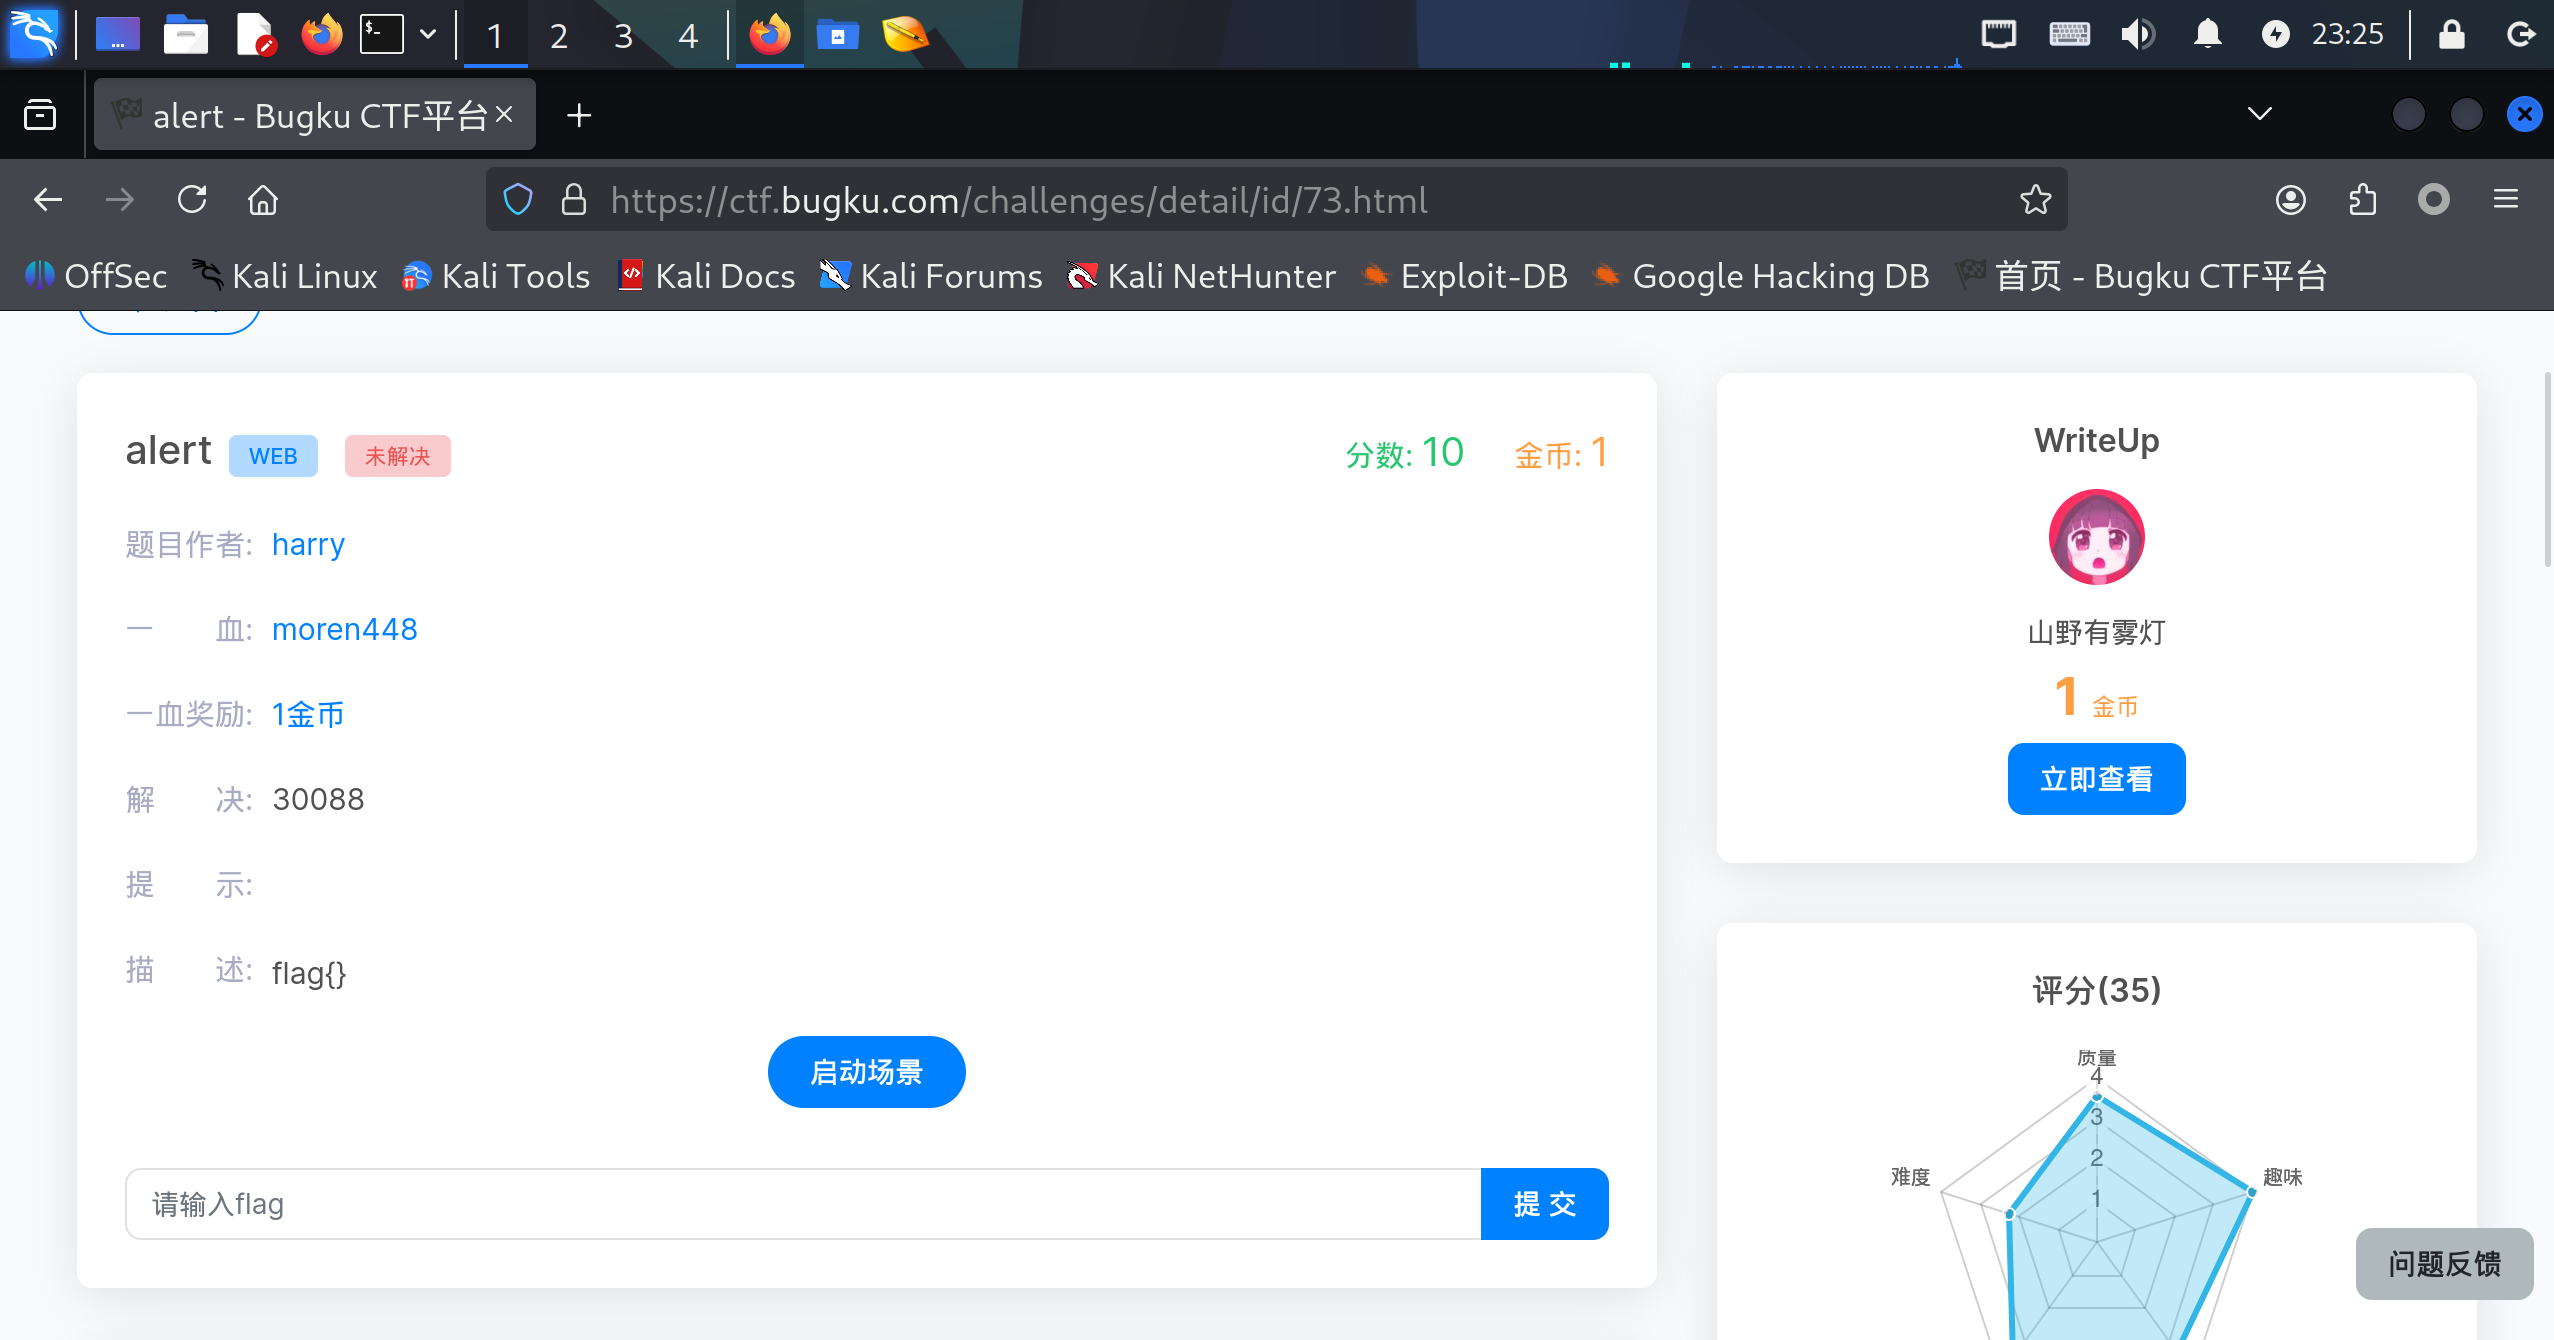 1 2 3 4 23:25
alert - Bugku CTF平台
https://ctf.bugku.com/challenges/detail/id/73.html
OffSec Kali Linux Kali Tools Kali Docs Kali Forums Kali NetHunter Exploit-DB Google Hacking DB 首页 - Bugku CTF平台
alert WEB 未解决 分数: 10 金币: 1
题目作者: harry
一 血: moren448
一血奖励: 1金币
解 决: 30088
提 示:
描 述: flag{}
启动场景
请输入flag 提 交
WriteUp
山野有雾灯
1 金币
立即查看
评分(35)
质量
4
3
2
1
难度
趣味
问题反馈